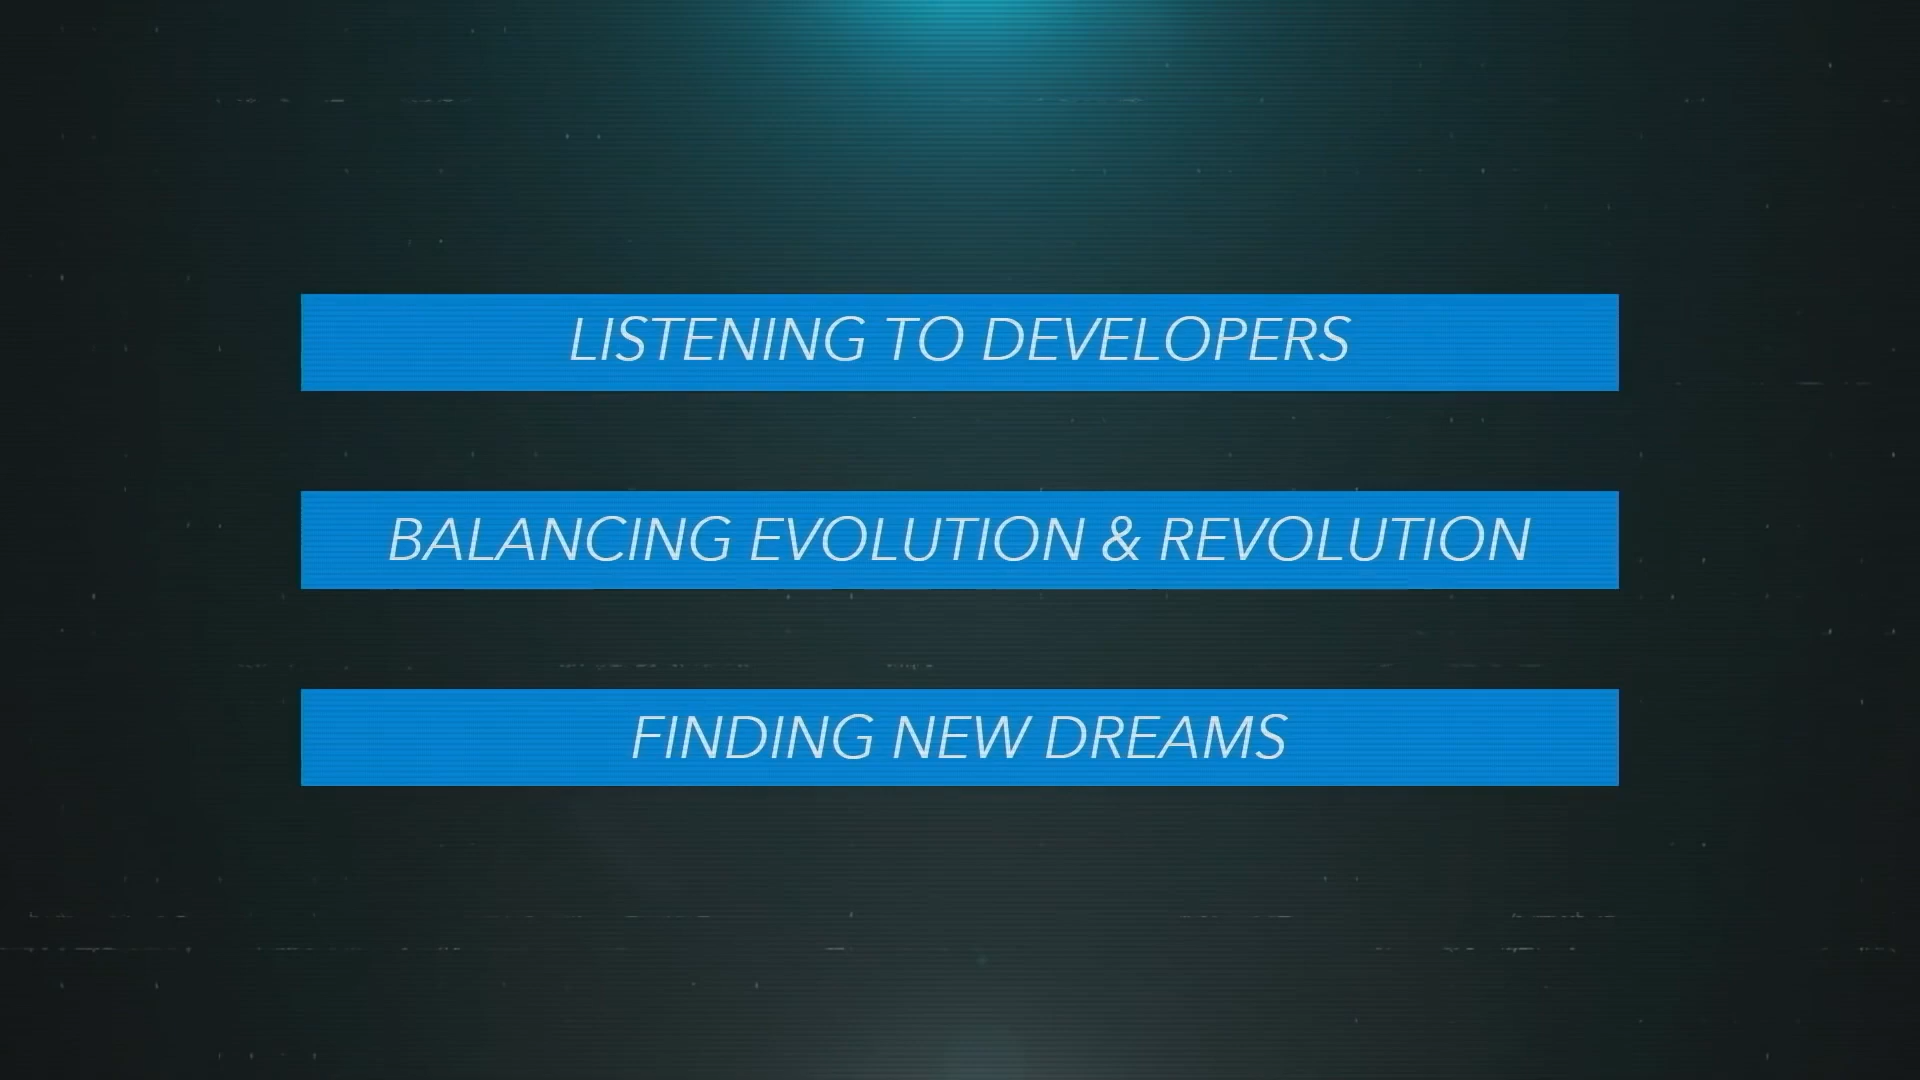 LISTENING TO DEVELOPERS
BALANCING EVOLUTION & REVOLUTION
FINDING NEW DREAMS